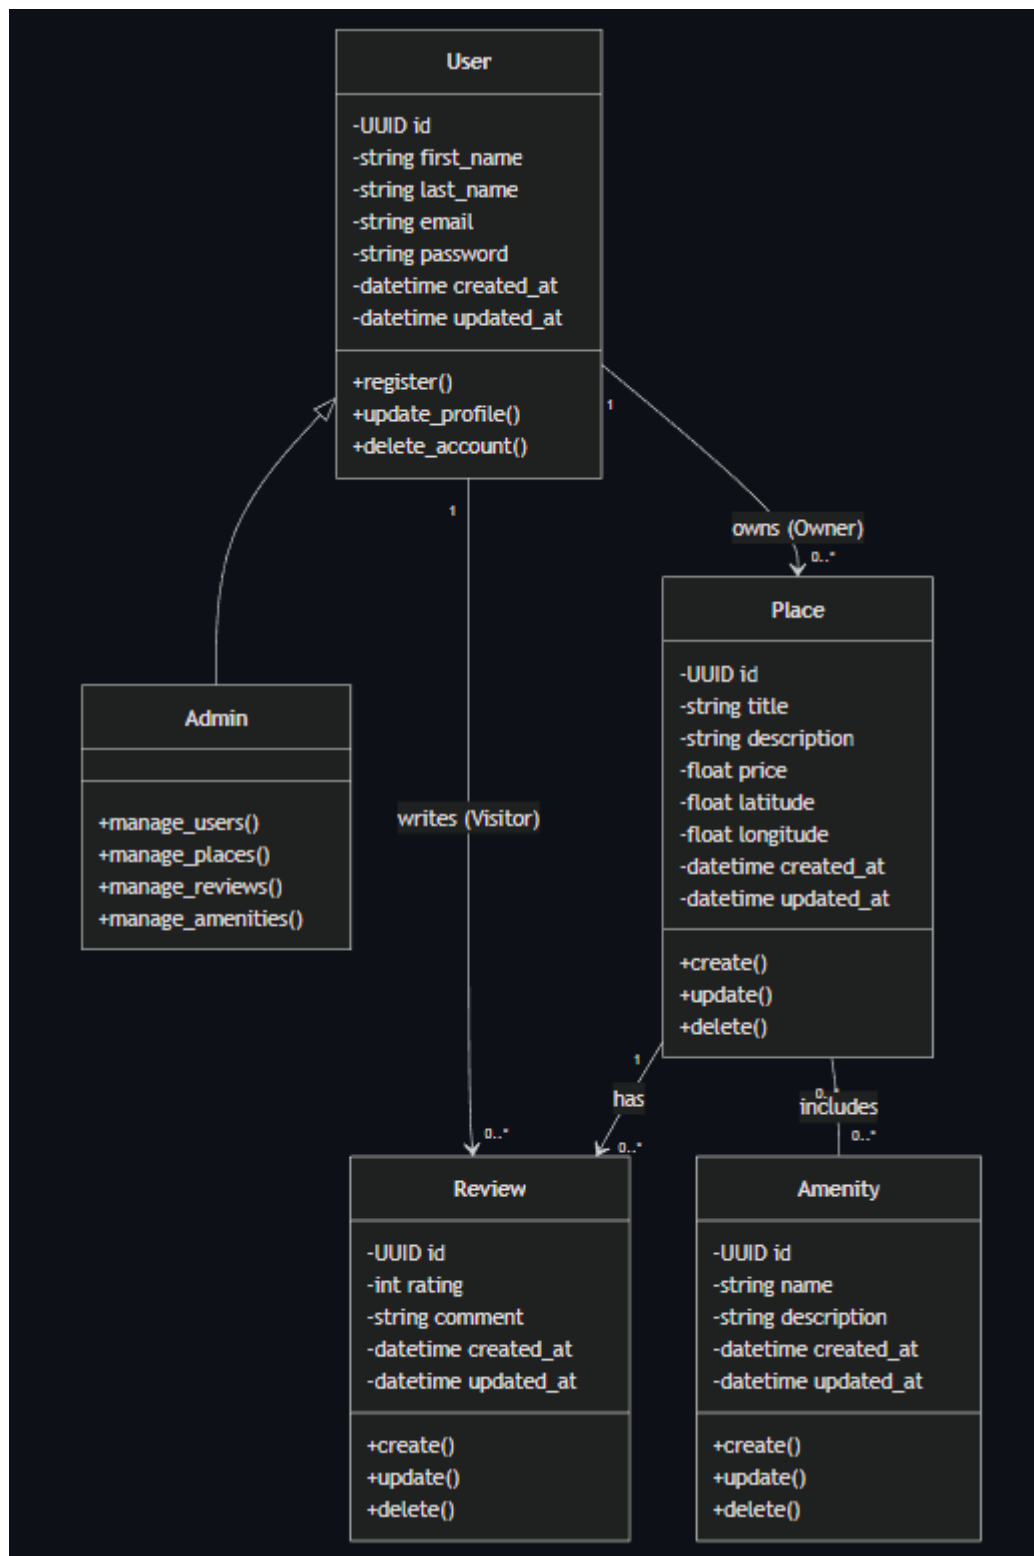 User
-UUID id
-string first_name
-string last_name
-string email
-string password
-datetime created_at
-datetime updated_at
+register()
+update_profile()
+delete_account()
1
1
owns (Owner)
0..*
Place
-UUID id
-string title
-string description
-float price
-float latitude
-float longitude
-datetime created_at
-datetime updated_at
+create()
+update()
+delete()
Admin
+manage_users()
+manage_places()
+manage_reviews()
+manage_amenities()
writes (Visitor)
0..*
1
has
0..*
0..*
includes
0..*
Review
-UUID id
-int rating
-string comment
-datetime created_at
-datetime updated_at
+create()
+update()
+delete()
Amenity
-UUID id
-string name
-string description
-datetime created_at
-datetime updated_at
+create()
+update()
+delete()